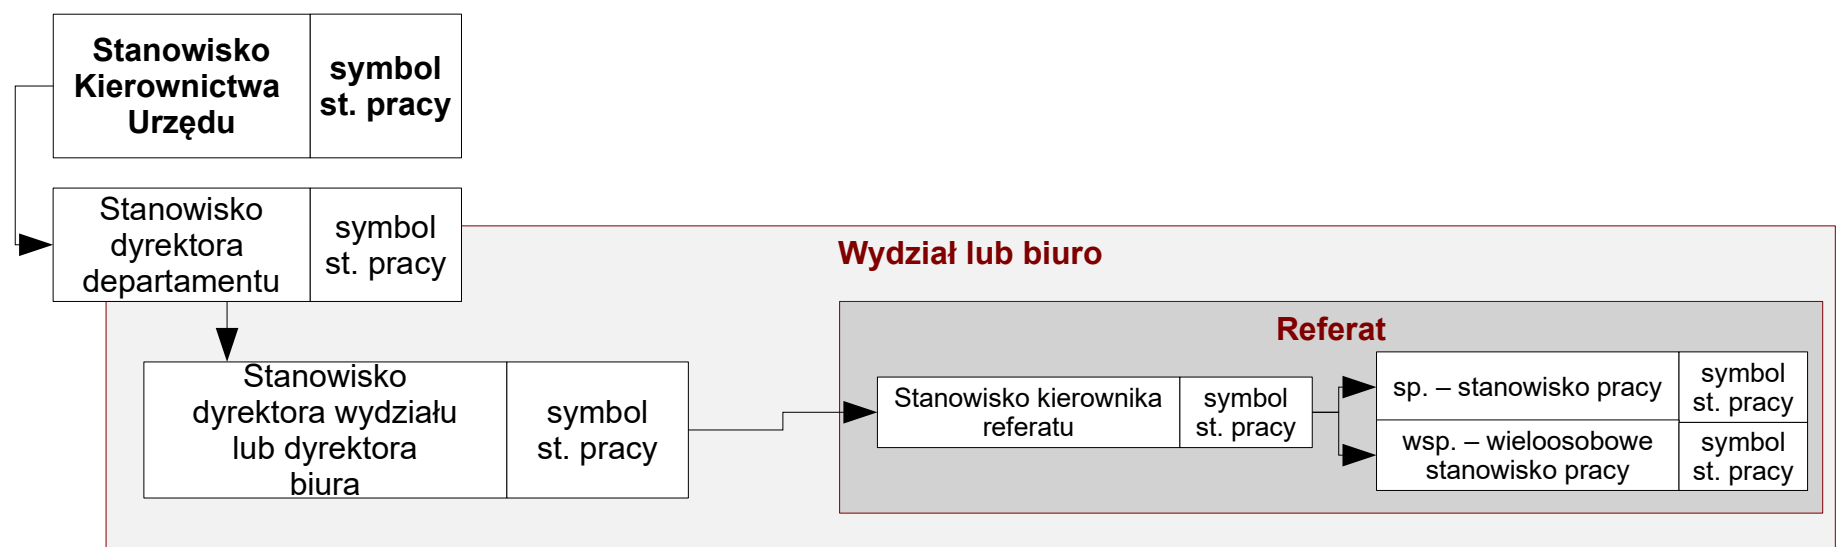 Stanowisko
Kierownictwa
Urzędu
symbol
st. pracy
Stanowisko
dyrektora
departamentu
symbol
st. pracy
Wydział lub biuro
Referat
Stanowisko
dyrektora wydziału
lub dyrektora
biura
symbol
st. pracy
Stanowisko kierownika
referatu
symbol
st. pracy
sp. – stanowisko pracy
symbol
st. pracy
wsp. – wieloosobowe
stanowisko pracy
symbol
st. pracy